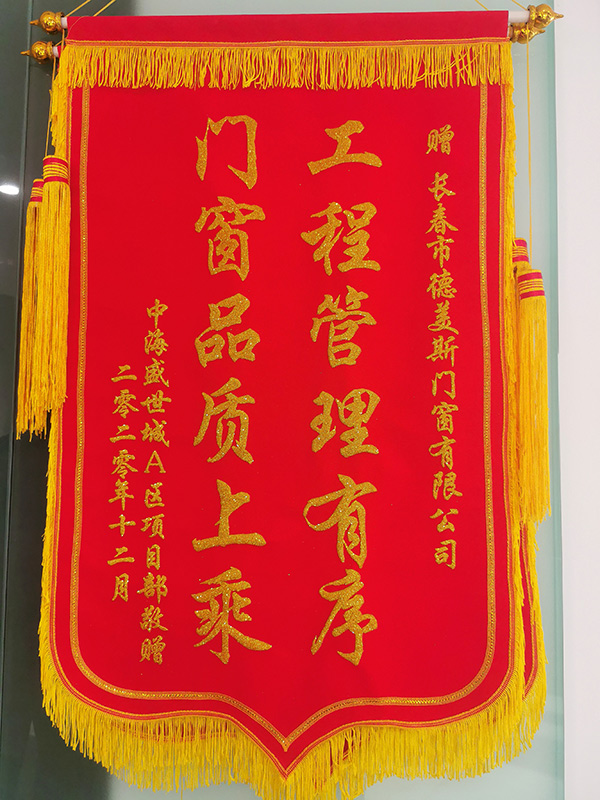 赠 长春市德美斯门窗有限公司
工程管理有序
门窗品质上乘
中海盛世城A区项目部敬赠
二零二零年十二月